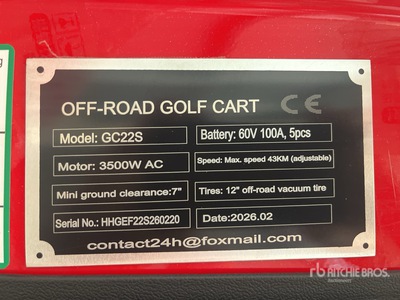 OFF-ROAD GOLF CART CE
Model: GC22S
Battery: 60V 100A, 5pcs
Motor: 3500W AC
Speed: Max. speed 43KM (adjustable)
Mini ground clearance:7"
Tires: 12" off-road vacuum tire
Serial No.: HHGEF22S260220
Date:2026.02
contact24h@foxmail.com
rb RITCHIE BROS.